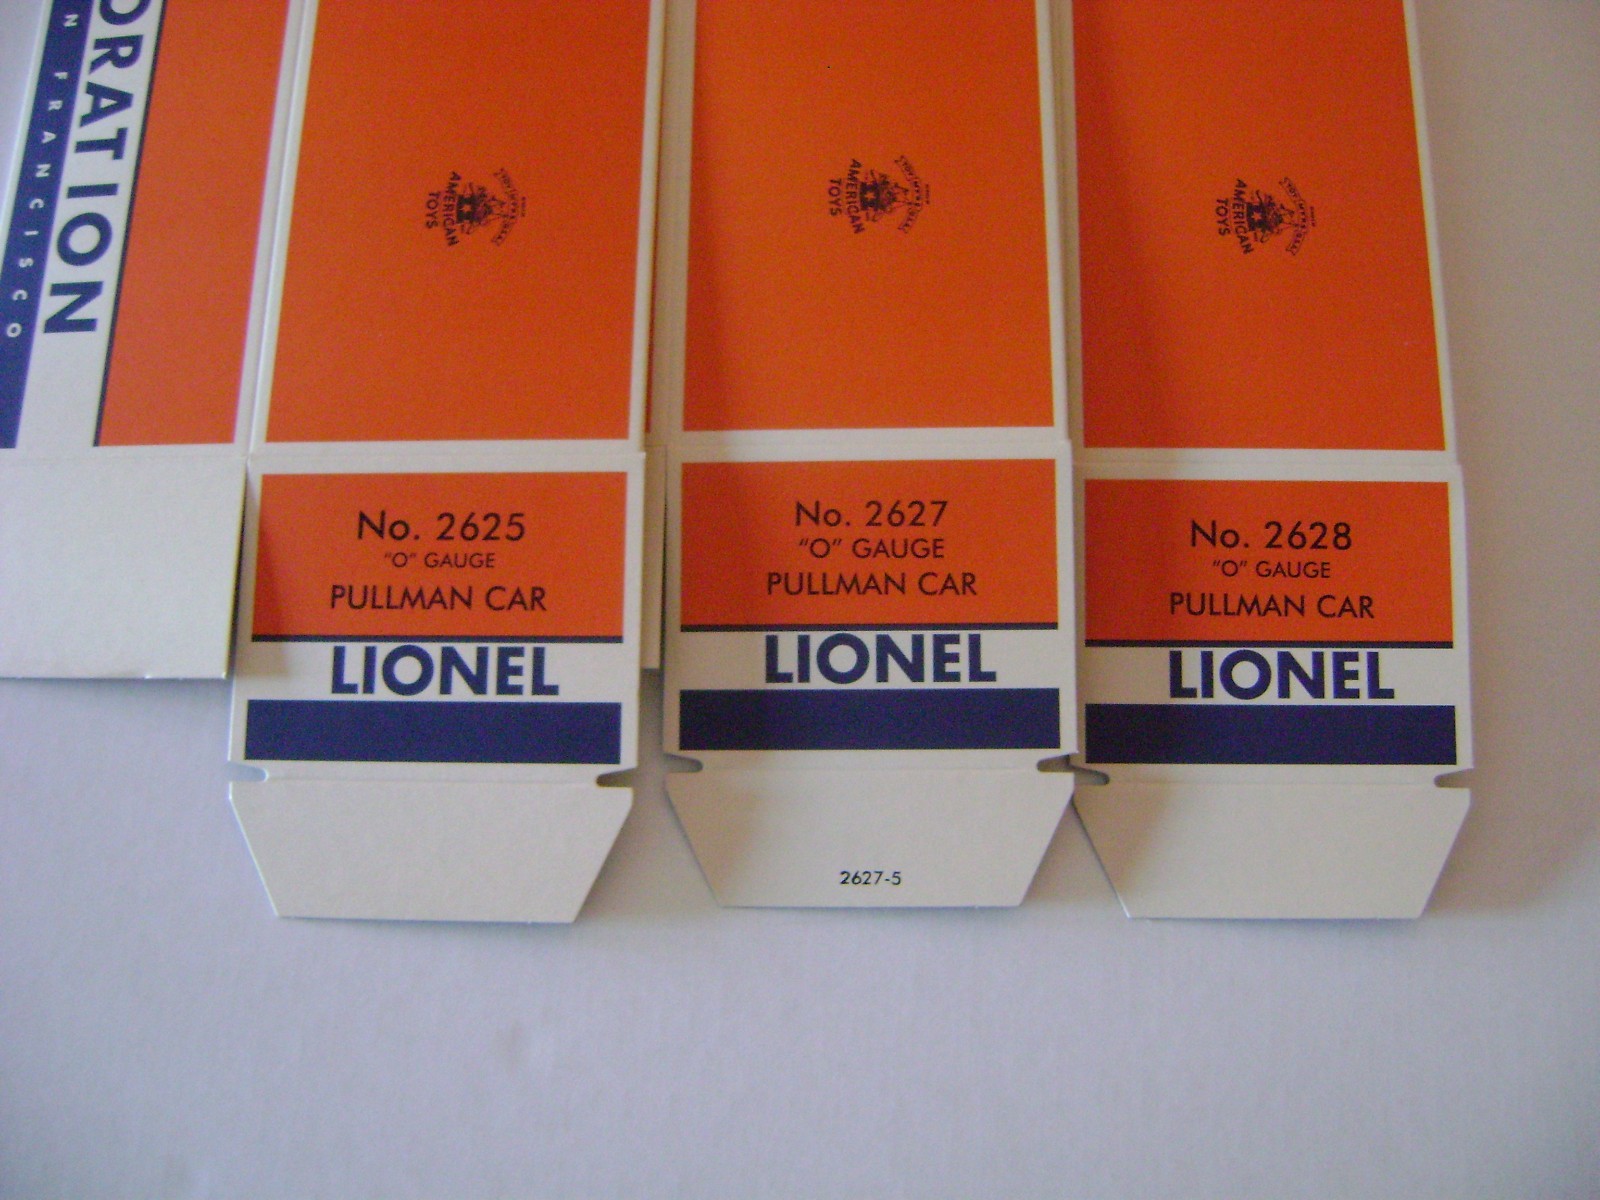 ORATION
N FRANCISCO
AMERICAN
TOYS
AMERICAN
TOYS
AMERICAN
TOYS
No. 2625
"O" GAUGE
PULLMAN CAR
LIONEL
No. 2627
"O" GAUGE
PULLMAN CAR
LIONEL
2627-5
No. 2628
"O" GAUGE
PULLMAN CAR
LIONEL